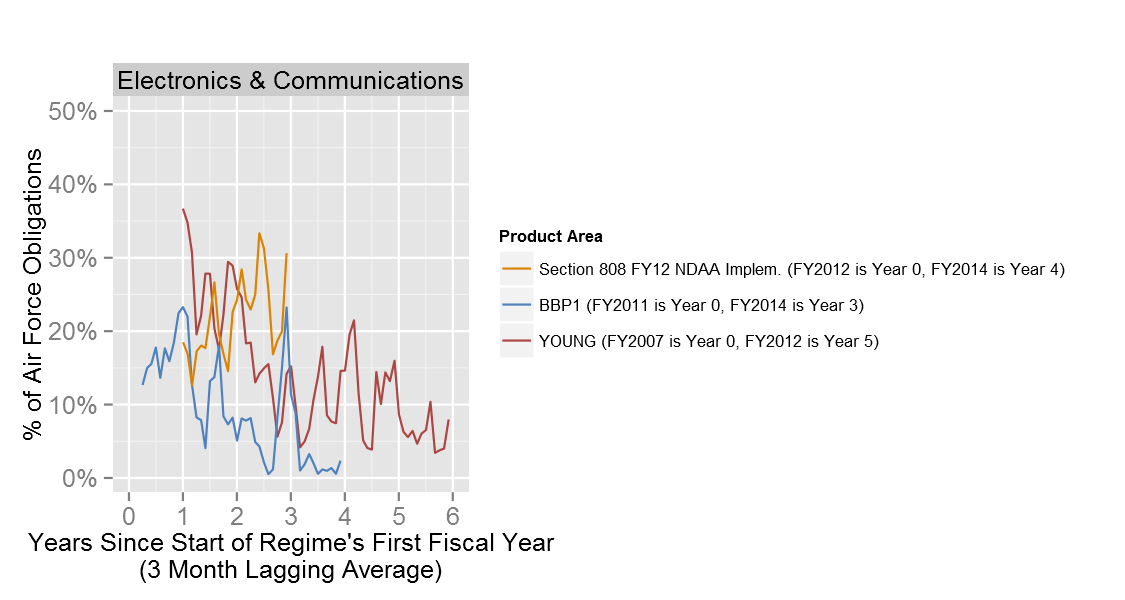 Electronics & Communications
50%
40%
30%
20%
10%
0%
% of Air Force Obligations
0 1 2 3 4 5 6
Years Since Start of Regime's First Fiscal Year
(3 Month Lagging Average)
Product Area
Section 808 FY12 NDAA Implem. (FY2012 is Year 0, FY2014 is Year 4)
BBP1 (FY2011 is Year 0, FY2014 is Year 3)
YOUNG (FY2007 is Year 0, FY2012 is Year 5)